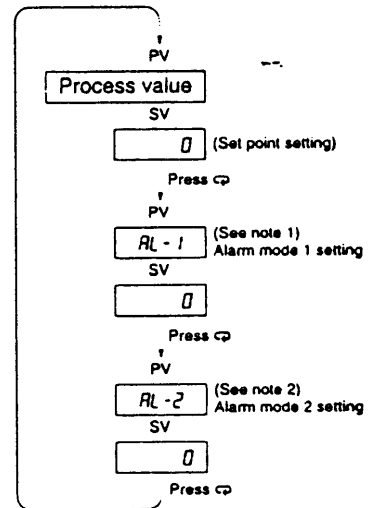 PV
Process value
SV
0 (Set point setting)
Press
PV
AL - 1 (See note 1)
Alarm mode 1 setting
SV
0
Press
PV
AL - 2 (See note 2)
Alarm mode 2 setting
SV
0
Press